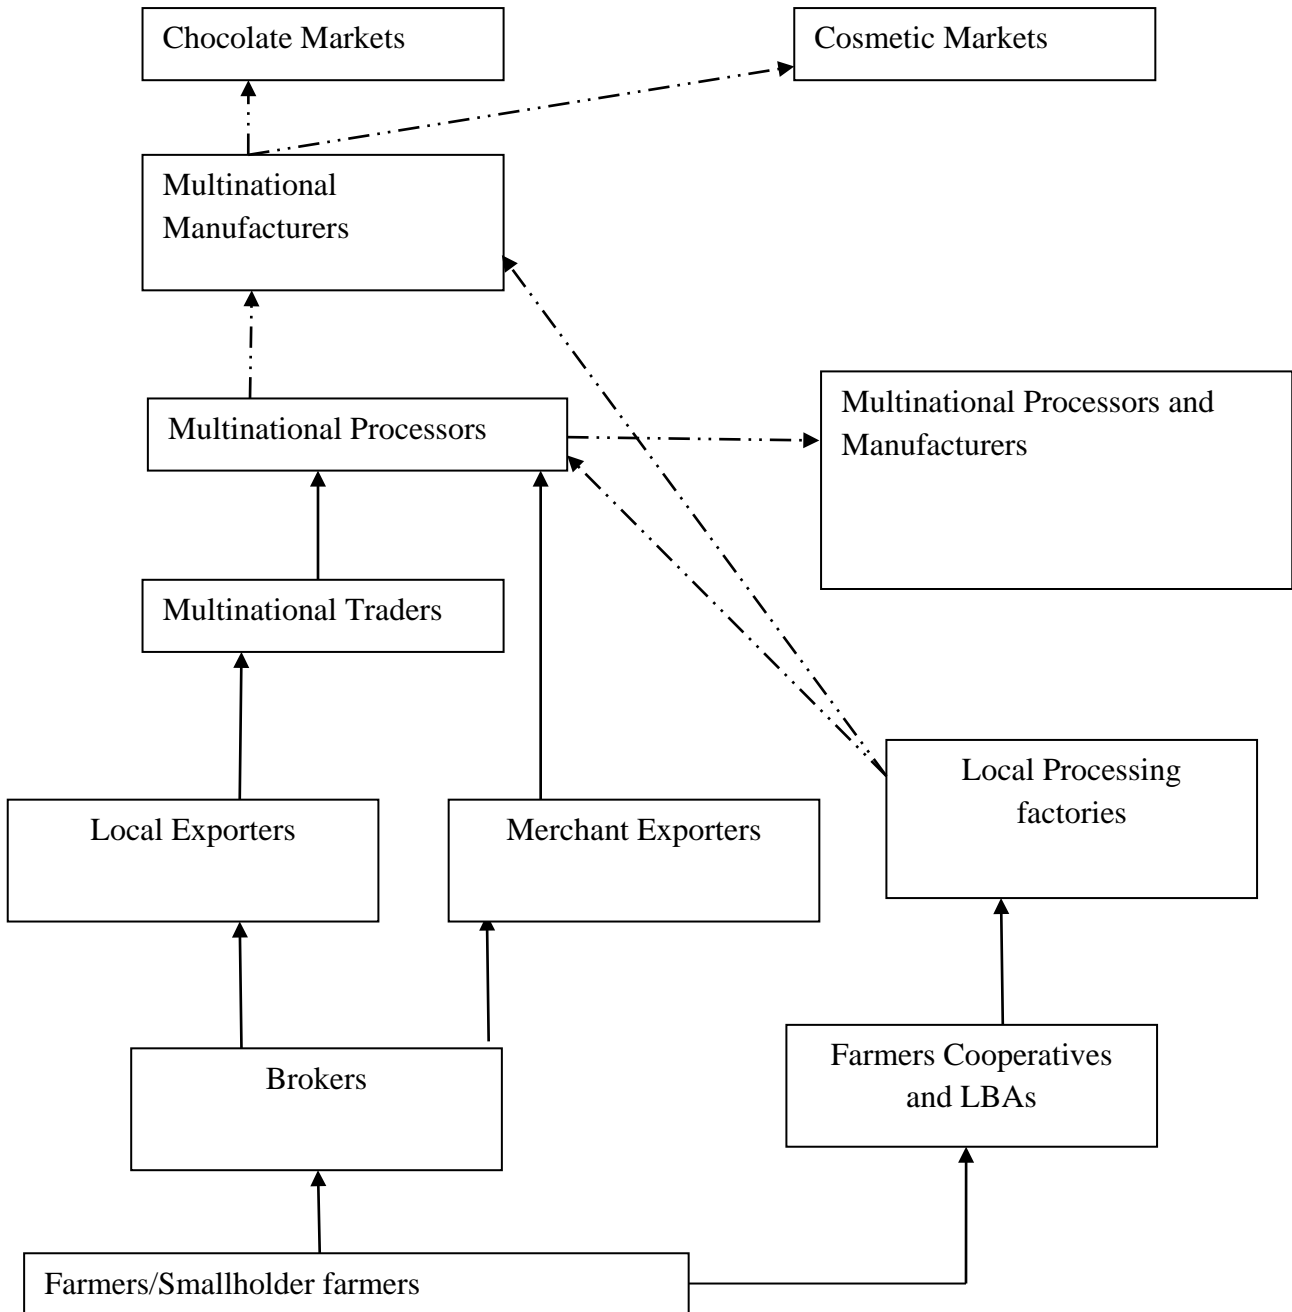 Chocolate Markets
Cosmetic Markets
Multinational
Manufacturers
Multinational Processors and
Manufacturers
Multinational Processors
Multinational Traders
Local Processing
factories
Local Exporters
Merchant Exporters
Farmers Cooperatives
and LBAs
Brokers
Farmers/Smallholder farmers